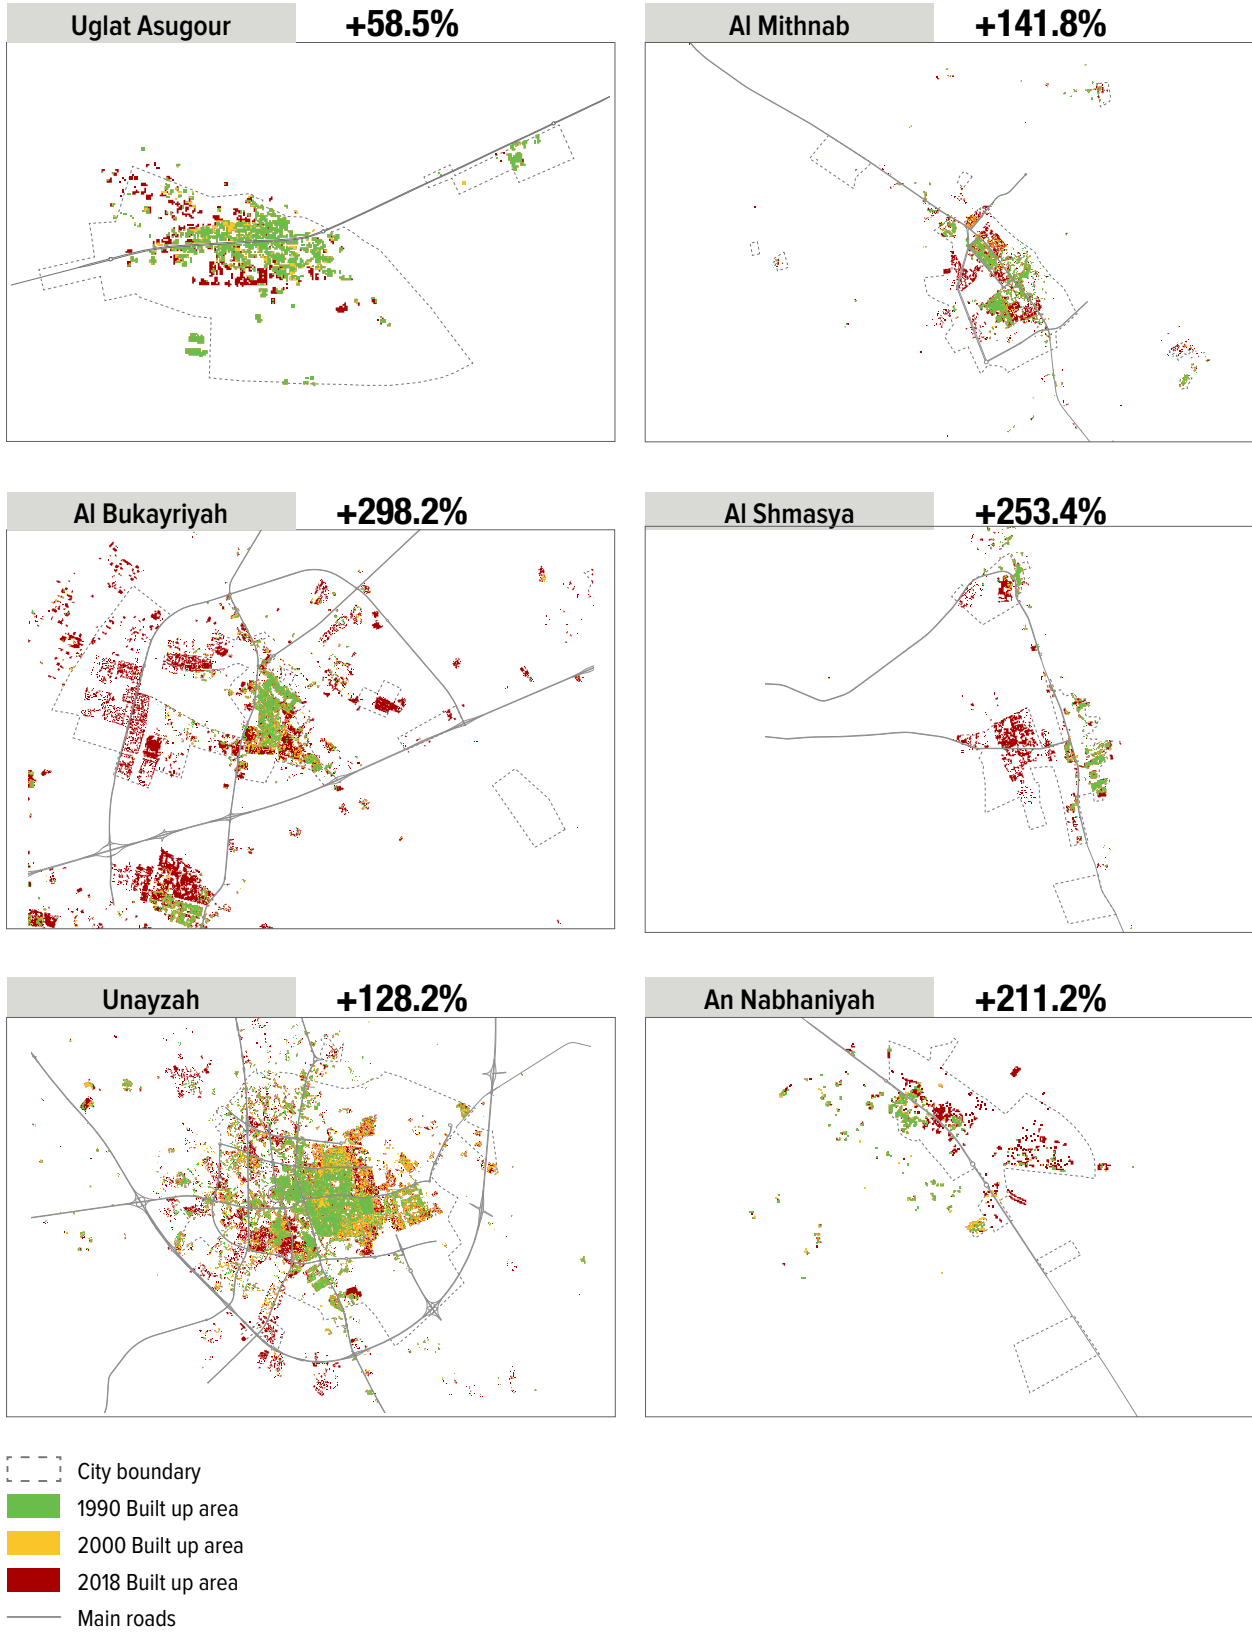 Uglat Asugour +58.5%
Al Mithnab +141.8%
Al Bukayriyah +298.2%
Al Shmasya +253.4%
Unayzah +128.2%
An Nabhaniyah +211.2%
City boundary
1990 Built up area
2000 Built up area
2018 Built up area
Main roads